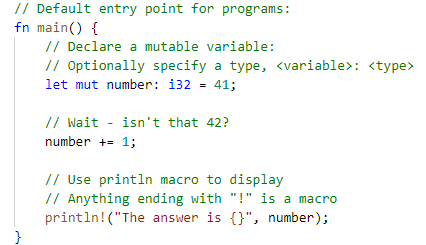 // Default entry point for programs:
fn main() {
    // Declare a mutable variable:
    // Optionally specify a type, <variable>: <type>
    let mut number: i32 = 41;

    // Wait - isn't that 42?
    number += 1;

    // Use println macro to display
    // Anything ending with "!" is a macro
    println!("The answer is {}", number);
}